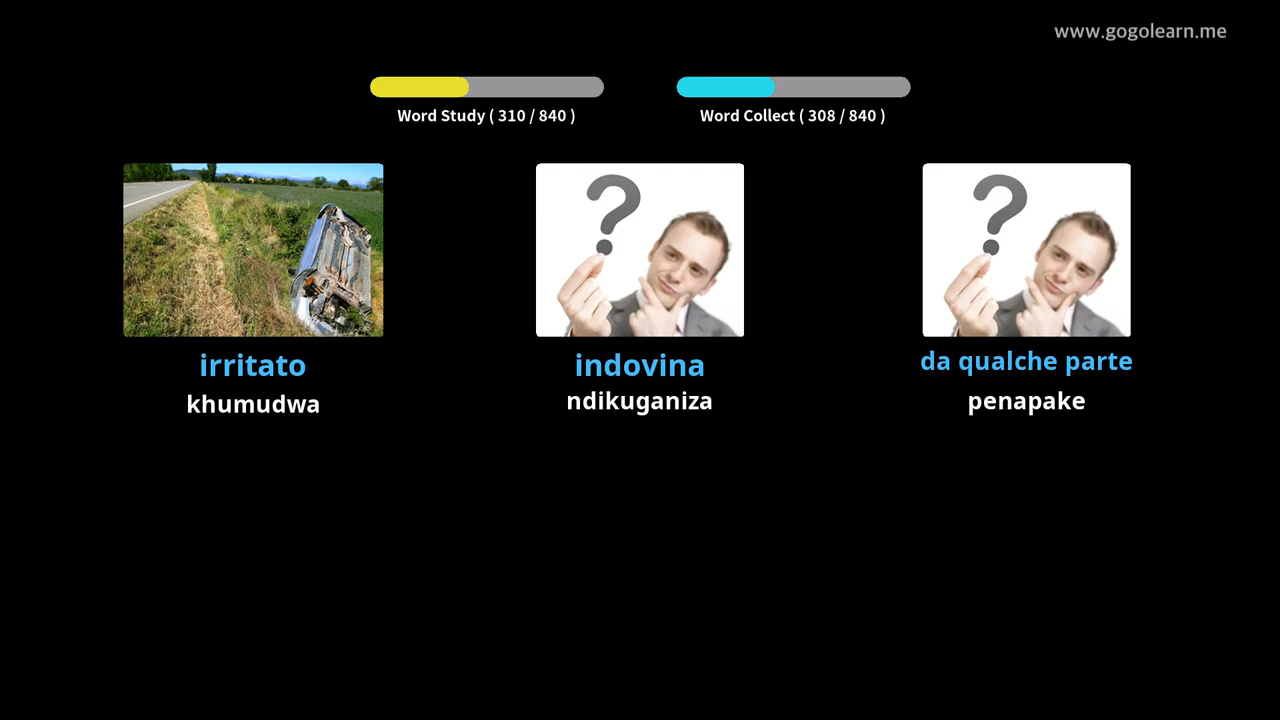 www.gogolearn.me
Word Study ( 310 / 840 )
Word Collect ( 308 / 840 )
irritato
khumudwa
indovina
ndikuganiza
da qualche parte
penapake